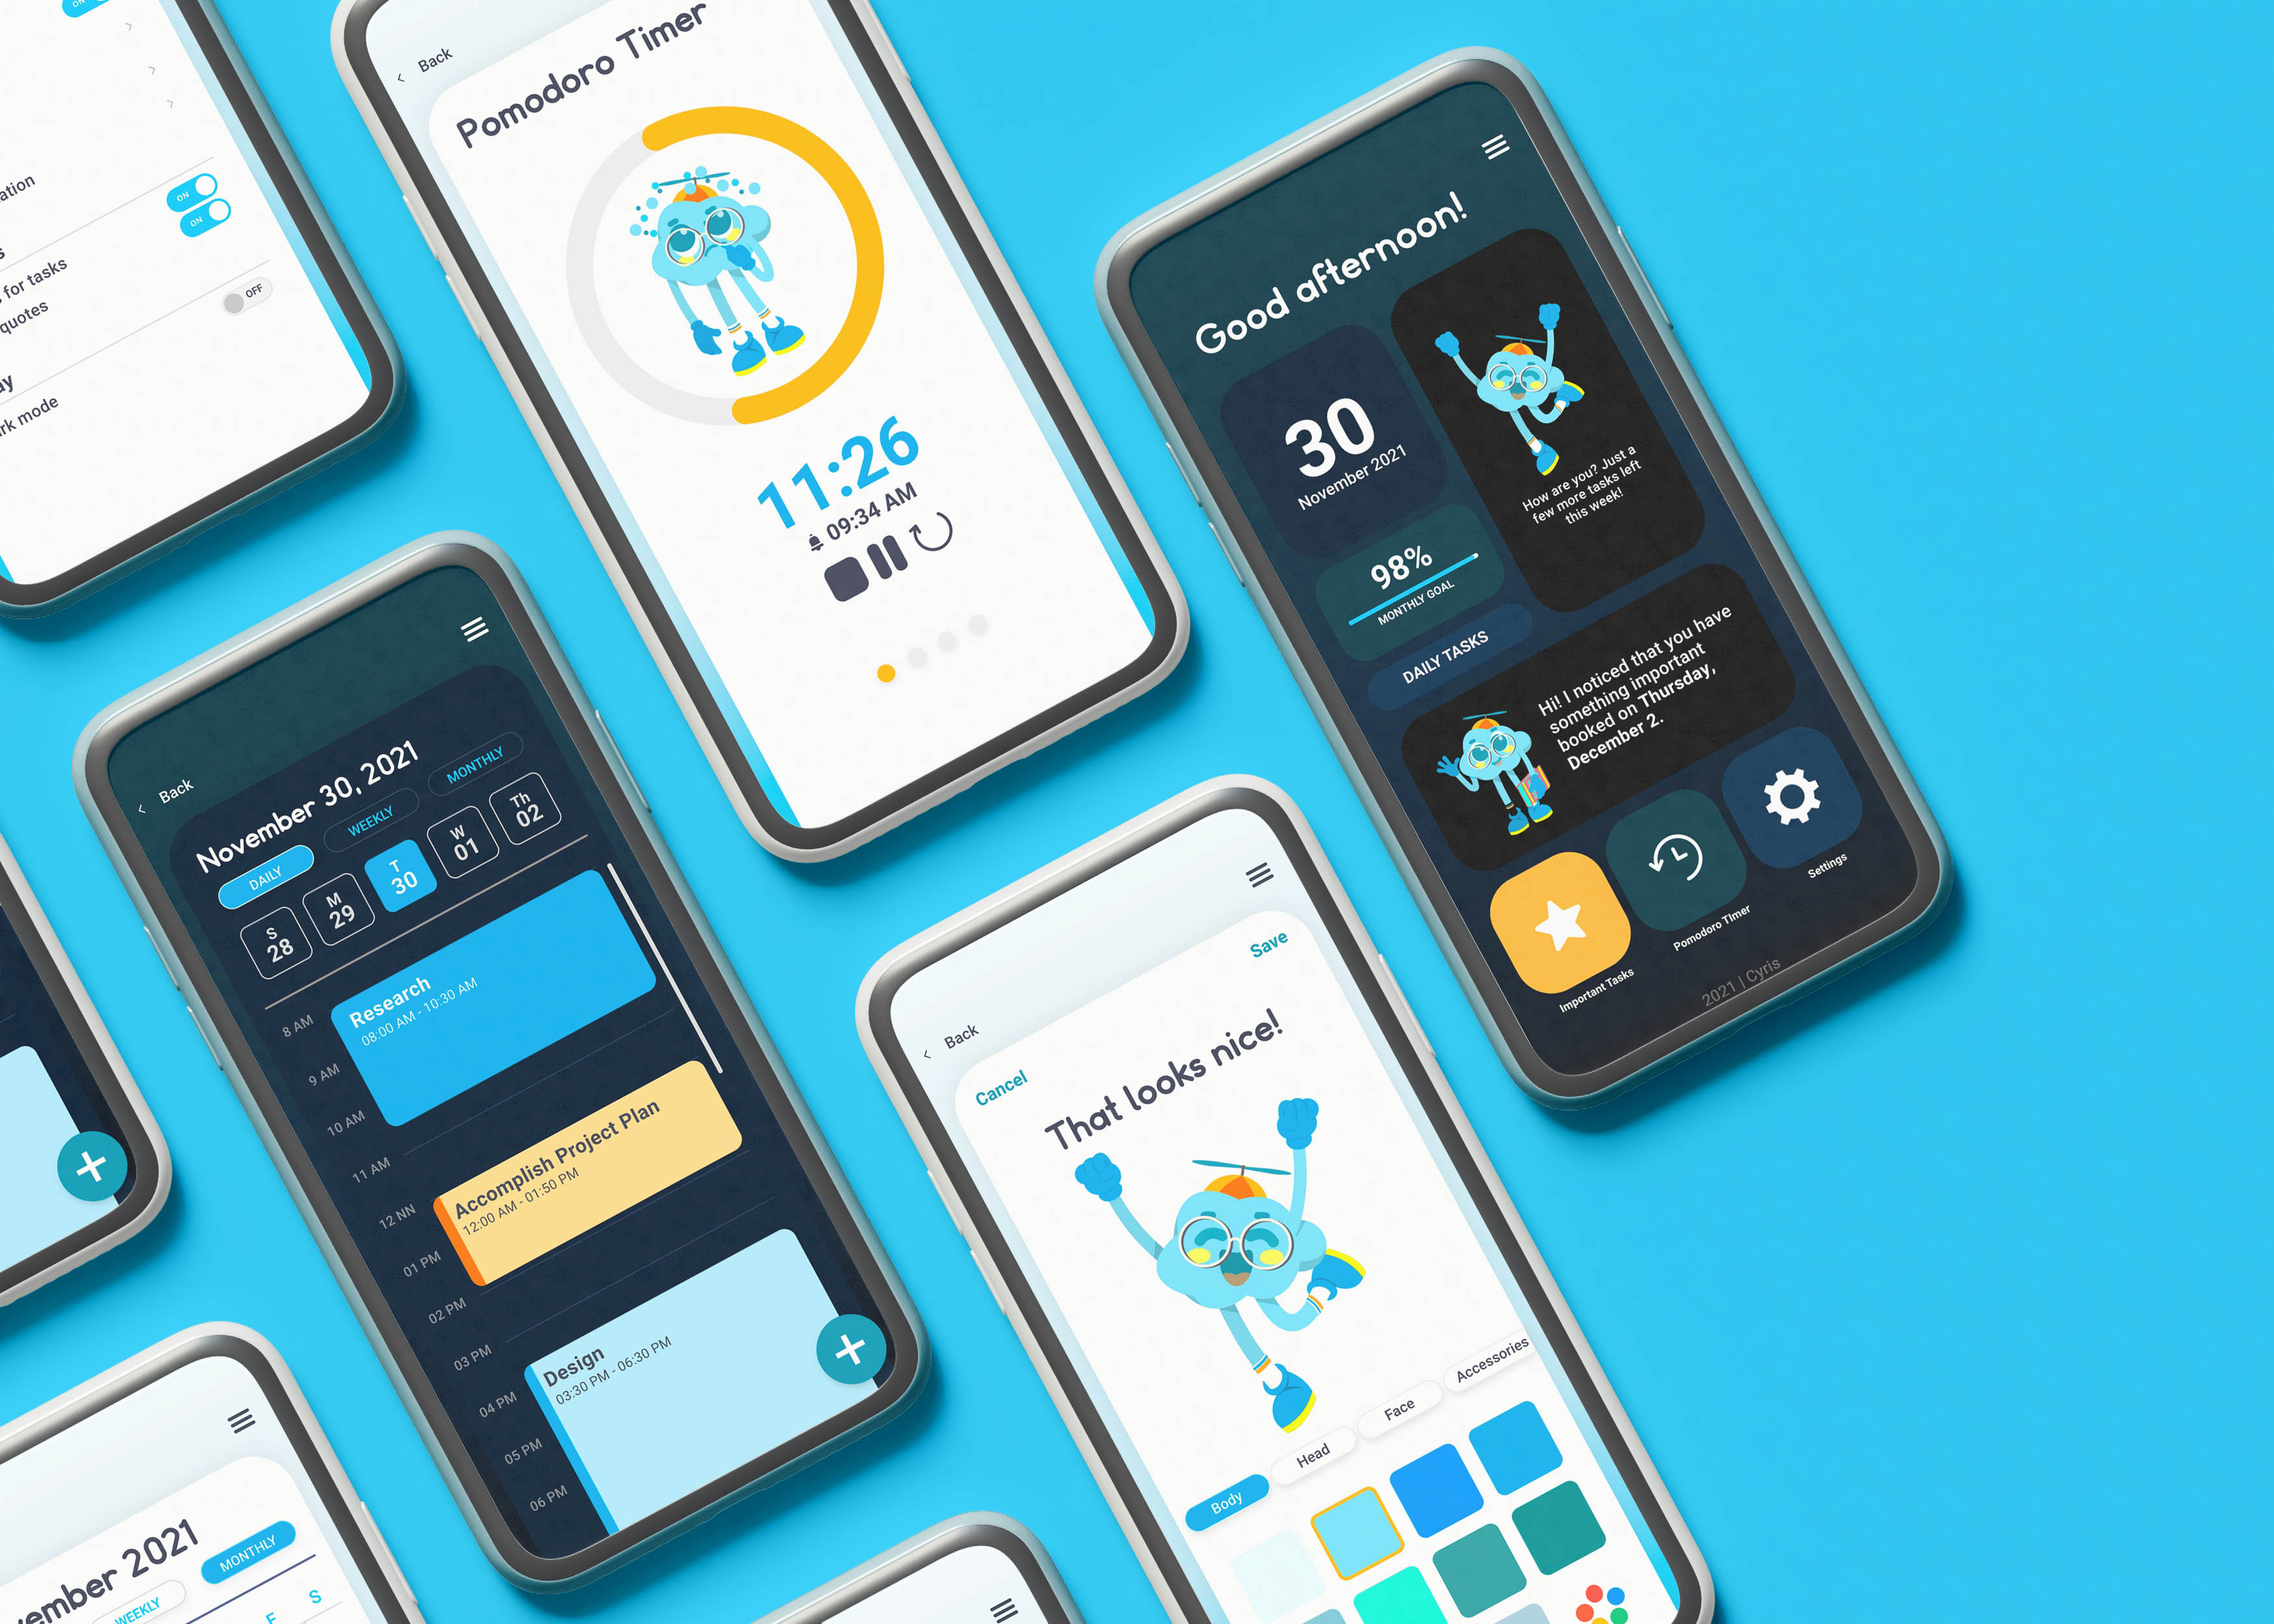 ON
ation
s
ON
ON
s for tasks
quotes
OFF
ay
rk mode
Back
Pomodoro Timer
11:26
09:34 AM
Good afternoon!
30
November 2021
How are you? Just a
few more tasks left
this week!
98%
MONTHLY GOAL
DAILY TASKS
Hi! I noticed that you have
something important
booked on Thursday,
December 2.
Important Tasks
Pomodoro Timer
Settings
2021 | Cyris
Back
November 30, 2021
DAILY
WEEKLY
MONTHLY
S
28
M
29
T
30
W
01
Th
02
8 AM
Research
08:00 AM - 10:30 AM
9 AM
10 AM
11 AM
12 NN
Accomplish Project Plan
12:00 AM - 01:50 PM
01 PM
02 PM
03 PM
Design
03:30 PM - 06:30 PM
04 PM
05 PM
06 PM
Back
Cancel
Save
That looks nice!
Body
Head
Face
Accessories
ember 2021
WEEKLY
MONTHLY
F
S